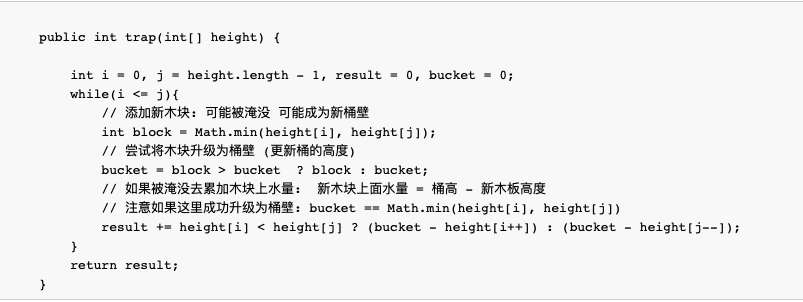 public int trap(int[] height) {
int i = 0, j = height.length - 1, result = 0, bucket = 0;
while(i <= j){
// 添加新木块：可能被淹没 可能成为新桶壁
int block = Math.min(height[i], height[j]);
// 尝试将木块升级为桶壁 (更新桶的高度)
bucket = block > bucket  ? block : bucket;
// 如果被淹没去累加木块上水量： 新木块上面水量 = 桶高 - 新木板高度
// 注意如果这里成功升级为桶壁：bucket == Math.min(height[i], height[j])
result += height[i] < height[j] ? (bucket - height[i++]) : (bucket - height[j--]);
}
return result;
}